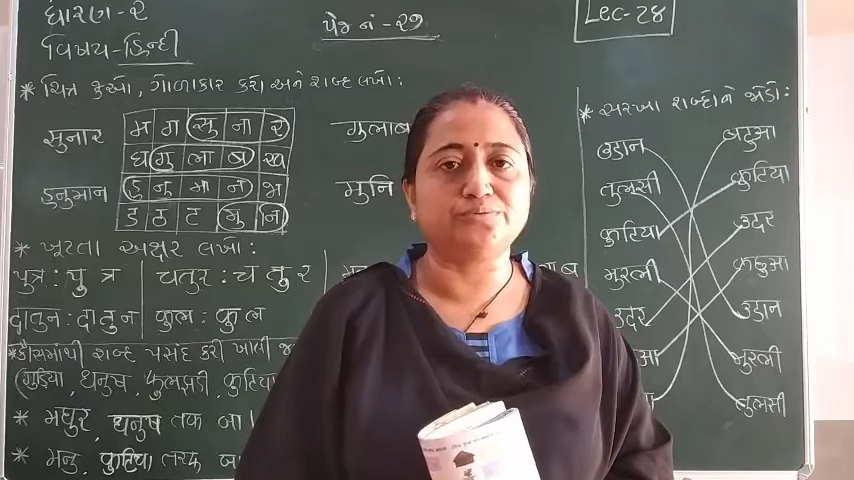 ધોરણ - ૨
વિષય - હિન્દી
પેજ નં - ૨૭
Lec-૨૪
* ચિત્ર જુઓ, ગોળાકાર કરો અને શબ્દ લખો:
सुनार
म ग सु ना र
गुलाब
घ गु ला ब ख
हनुमान
ह नु मा न अ
मुनि
ड ठ ट मु नि
* ખૂટતા અક્ષર લખો:
पुत्र : पु त्र
चतुर : च तु र
दातुन : दा तु न
कुल : कु ल
* કૌંસમાંથી શબ્દ પસંદ કરી ખાલી
(गुडिया, धनुष, फुलझडी, कुटिया
* मधुर, धनुष तक जा
* मनु, कुटिया तरफ
* સરખા શબ્દોને જોડો:
उडान
बटुआ
तुलसी
कुटिया
कुटिया
उदर
मुरली
कछुआ
उदर
उडान
मुरली
तुलसी